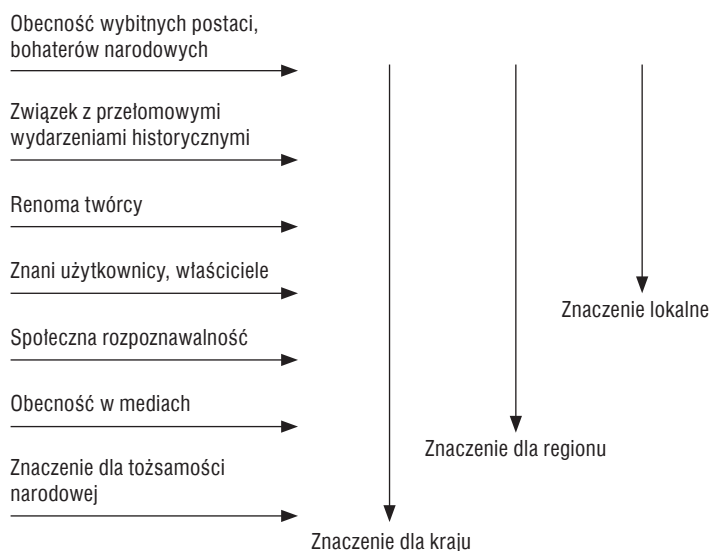 Obecność wybitnych postaci,
bohaterów narodowych
Związek z przełomowymi
wydarzeniami historycznymi
Renoma twórcy
Znani użytkownicy, właściciele
Znaczenie lokalne
Społeczna rozpoznawalność
Obecność w mediach
Znaczenie dla regionu
Znaczenie dla tożsamości
narodowej
Znaczenie dla kraju